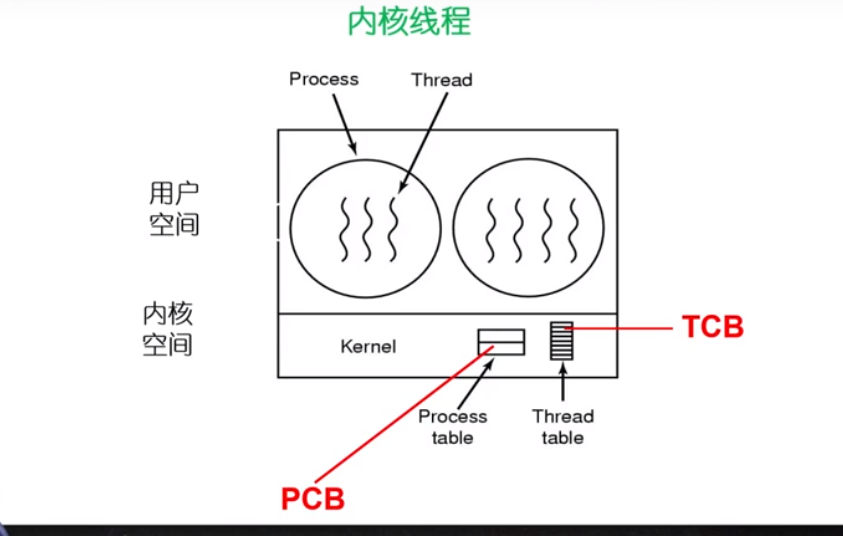 内核线程
Process
Thread
用户
空间
内核
空间
Kernel
TCB
Process
table
Thread
table
PCB